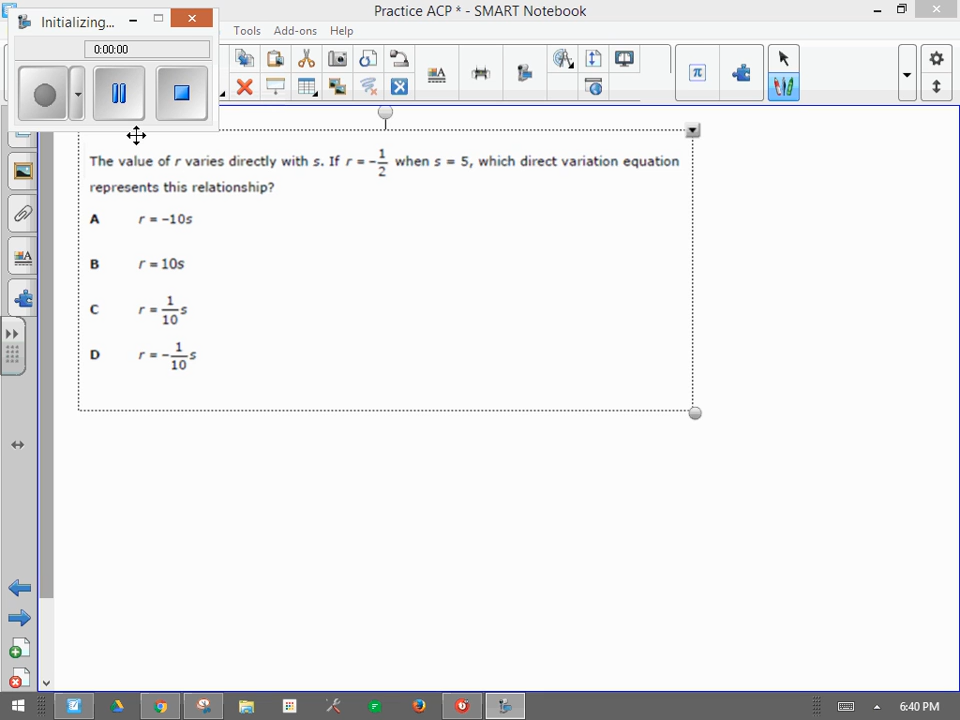 Practice ACP * - SMART Notebook
Initializing...
0:00:00
Tools Add-ons Help
The value of r varies directly with s. If r = -1/2 when s = 5, which direct variation equation
represents this relationship?
A r = -10s
B r = 10s
C r = 1/10 s
D r = -1/10 s
6:40 PM